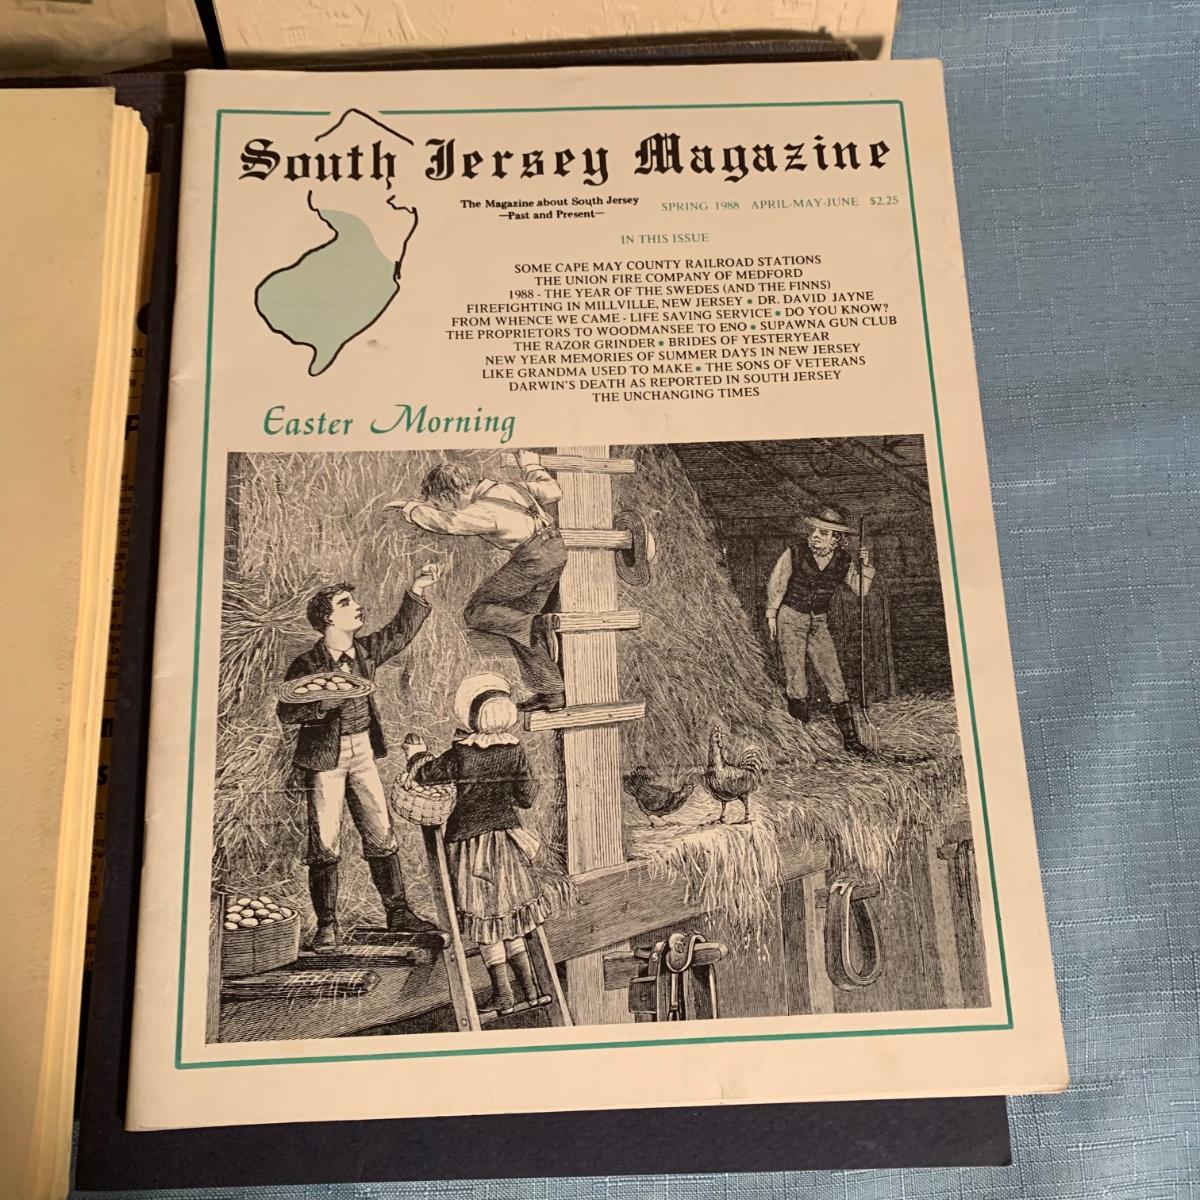 South Jersey Magazine
The Magazine about South Jersey
—Past and Present—
SPRING 1988 APRIL-MAY-JUNE $2.25
IN THIS ISSUE
SOME CAPE MAY COUNTY RAILROAD STATIONS
THE UNION FIRE COMPANY OF MEDFORD
1988 - THE YEAR OF THE SWEDES (AND THE FINNS)
FIREFIGHTING IN MILLVILLE, NEW JERSEY • DR. DAVID JAYNE
FROM WHENCE WE CAME - LIFE SAVING SERVICE • DO YOU KNOW?
THE PROPRIETORS TO WOODMANSEE TO ENO • SUPAWNA GUN CLUB
THE RAZOR GRINDER • BRIDES OF YESTERYEAR
NEW YEAR MEMORIES OF SUMMER DAYS IN NEW JERSEY
LIKE GRANDMA USED TO MAKE • THE SONS OF VETERANS
DARWIN'S DEATH AS REPORTED IN SOUTH JERSEY
THE UNCHANGING TIMES
Easter Morning